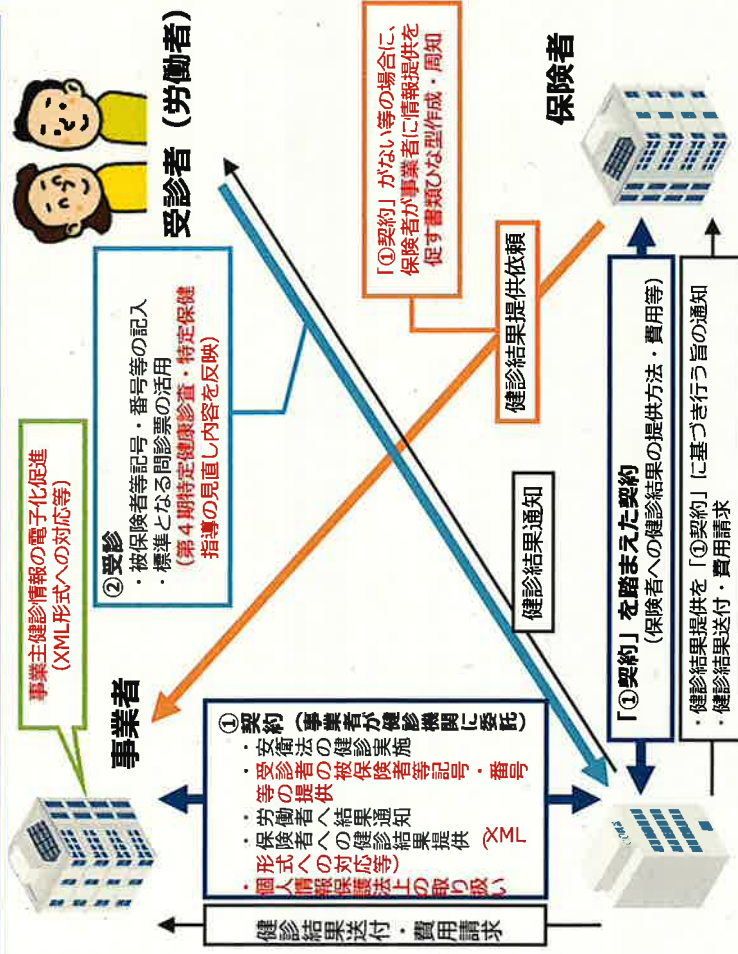 事業主健診情報の電子化促進
(XML形式への対応等)
事業者
受診者（労働者）
②受診
・被保険者等記号・番号等の記入
・標準となる問診票の活用
(第４期特定健康診査・特定保健
指導の見直し内容を反映)
①契約（事業者が健診機関に委託）
・安衛法の健診実施
・受診者の被保険者等記号・番号
等の提供
・労働者へ結果通知
・保険者への健診結果提供（XML
形式への対応等）
・個人情報保護法上の取り扱い
健診結果送付・費用請求
健診結果通知
「①契約」がない等の場合に、
保険者が事業者に情報提供を
促す書類ひな型作成・周知
健診結果提供依頼
保険者
「①契約」を踏まえた契約
(保険者への健診結果の提供方法・費用等)
・健診結果提供を「①契約」に基づき行う旨の通知
・健診結果送付・費用請求